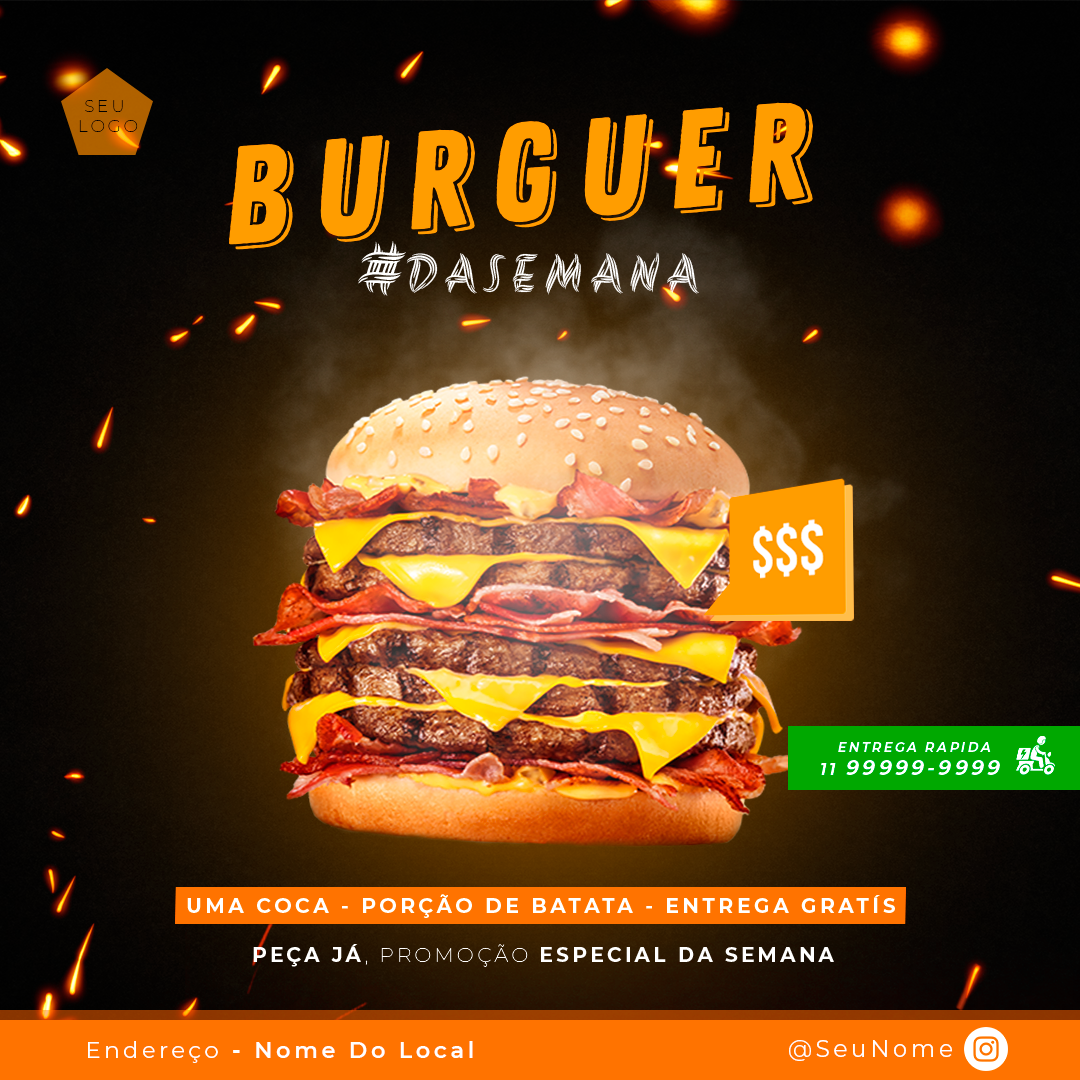 SEU
LOGO
BURGUER
#DASEMANA
$$$
ENTREGA RAPIDA
11 99999-9999
UMA COCA - PORÇÃO DE BATATA - ENTREGA GRATÍS
PEÇA JÁ, PROMOÇÃO ESPECIAL DA SEMANA
Endereço - Nome Do Local
@SeuNome